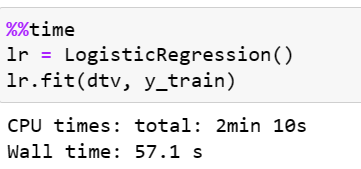 %%time
lr = LogisticRegression()
lr.fit(dtv, y_train)
CPU times: total: 2min 10s
Wall time: 57.1 s